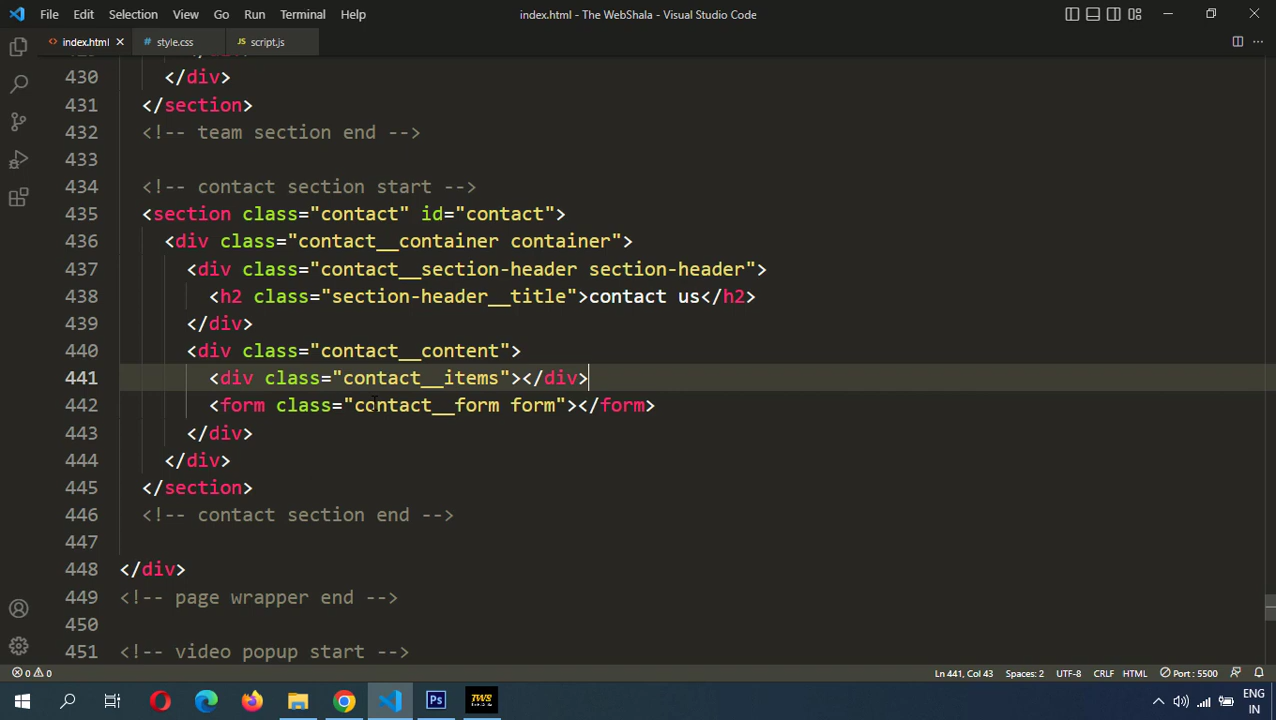 File Edit Selection View Go Run Terminal Help index.html - The WebShala - Visual Studio Code
index.html style.css JS script.js
430 </div>
431 </section>
432 <!-- team section end -->
433
434 <!-- contact section start -->
435 <section class="contact" id="contact">
436 <div class="contact__container container">
437 <div class="contact__section-header section-header">
438 <h2 class="section-header__title">contact us</h2>
439 </div>
440 <div class="contact__content">
441 <div class="contact__items"></div>
442 <form class="contact__form form"></form>
443 </div>
444 </div>
445 </section>
446 <!-- contact section end -->
447
448 </div>
449 <!-- page wrapper end -->
450
451 <!-- video popup start -->
0 0 Ln 441, Col 43 Spaces: 2 UTF-8 CRLF HTML Port : 5500
Ps TWS ENG
IN